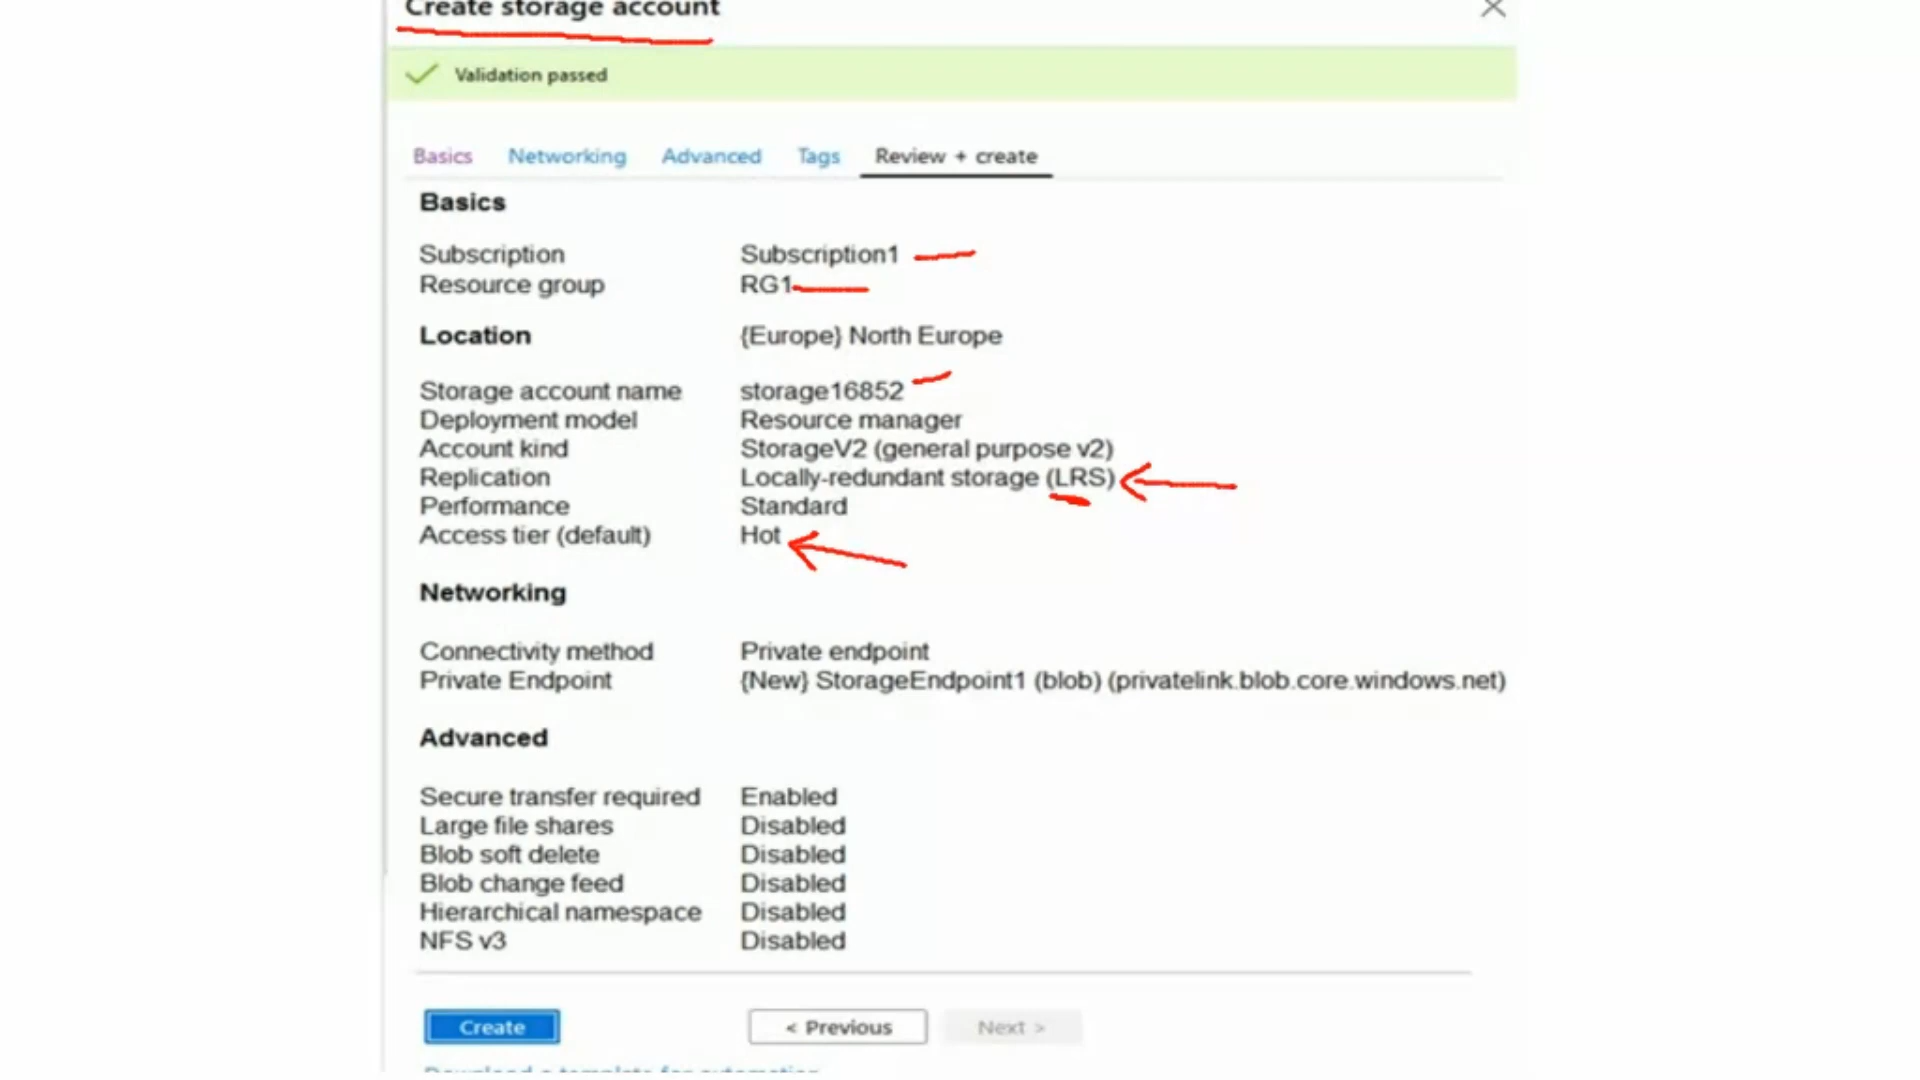 Create storage account
Validation passed
Basics Networking Advanced Tags Review + create
Basics
Subscription Subscription1
Resource group RG1
Location {Europe} North Europe
Storage account name storage16852
Deployment model Resource manager
Account kind StorageV2 (general purpose v2)
Replication Locally-redundant storage (LRS)
Performance Standard
Access tier (default) Hot
Networking
Connectivity method Private endpoint
Private Endpoint {New} StorageEndpoint1 (blob) (privatelink.blob.core.windows.net)
Advanced
Secure transfer required Enabled
Large file shares Disabled
Blob soft delete Disabled
Blob change feed Disabled
Hierarchical namespace Disabled
NFS v3 Disabled
Create < Previous Next >
Download a template for automation